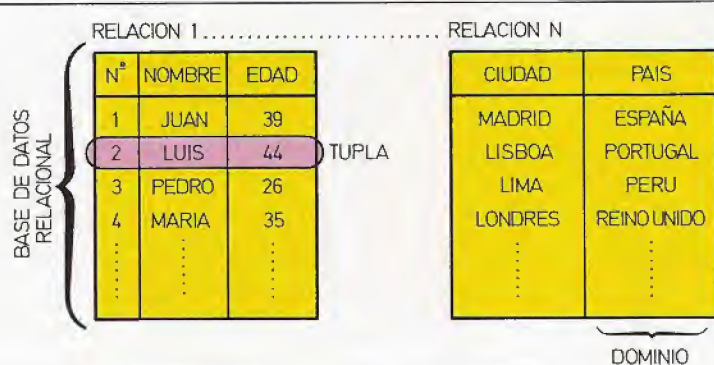 RELACION 1........................... RELACION N
Nº NOMBRE EDAD
1 JUAN 39
2 LUIS 44
3 PEDRO 26
4 MARIA 35
TUPLA
BASE DE DATOS
RELACIONAL
CIUDAD PAIS
MADRID ESPAÑA
LISBOA PORTUGAL
LIMA PERU
LONDRES REINO UNIDO
DOMINIO